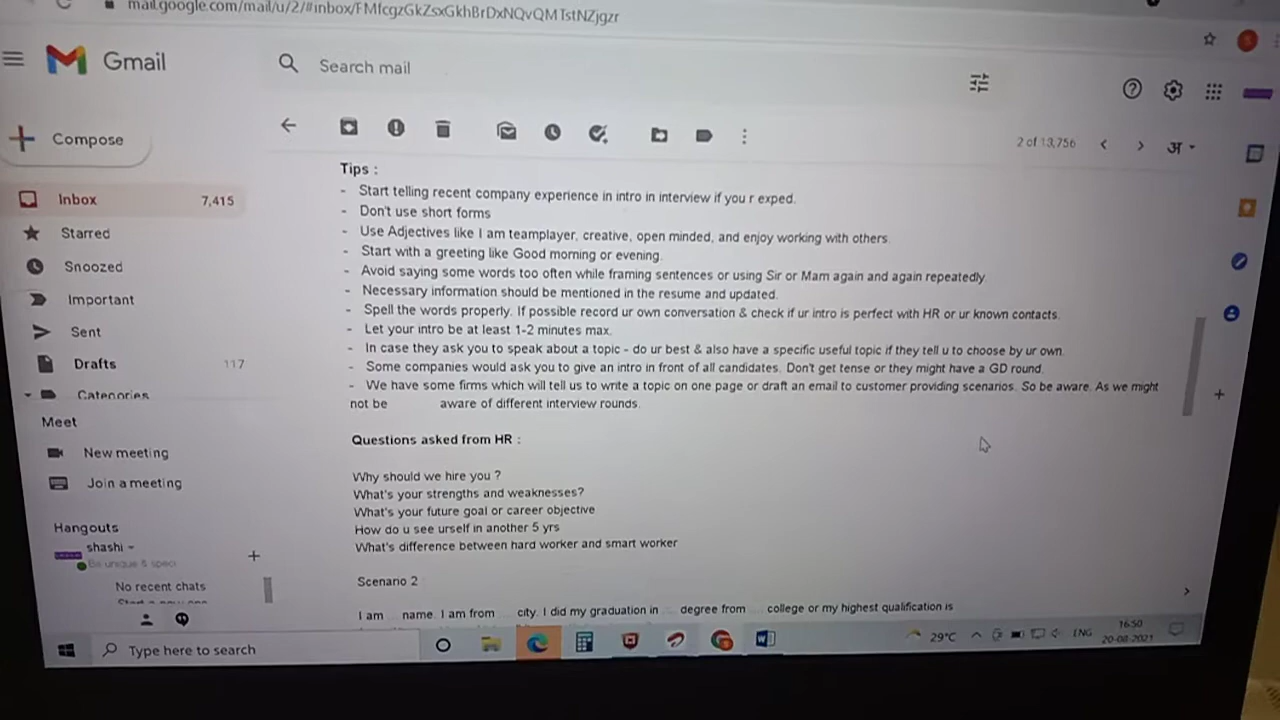 mail.google.com/mail/u/2/#inbox/FMfcgzGkZsxGkhBrDxNQvQMTstNZjgzr
Gmail
Search mail
Compose
2 of 13,756
अ
Inbox 7,415
Starred
Snoozed
Important
Sent
Drafts 117
Categories
Meet
New meeting
Join a meeting
Hangouts
shashi
No recent chats
Tips :
- Start telling recent company experience in intro in interview if you r exped.
- Don't use short forms
- Use Adjectives like I am teamplayer, creative, open minded, and enjoy working with others.
- Start with a greeting like Good morning or evening.
- Avoid saying some words too often while framing sentences or using Sir or Mam again and again repeatedly.
- Necessary information should be mentioned in the resume and updated.
- Spell the words properly. If possible record ur own conversation & check if ur intro is perfect with HR or ur known contacts.
- Let your intro be at least 1-2 minutes max.
- In case they ask you to speak about a topic - do ur best & also have a specific useful topic if they tell u to choose by ur own.
- Some companies would ask you to give an intro in front of all candidates. Don't get tense or they might have a GD round.
- We have some firms which will tell us to write a topic on one page or draft an email to customer providing scenarios. So be aware. As we might
not be aware of different interview rounds.
Questions asked from HR :
Why should we hire you ?
What's your strengths and weaknesses?
What's your future goal or career objective
How do u see urself in another 5 yrs
What's difference between hard worker and smart worker
Scenario 2
I am name. I am from city. I did my graduation in degree from college or my highest qualification is
Type here to search
29°C
ENG
16:50
20-08-2021